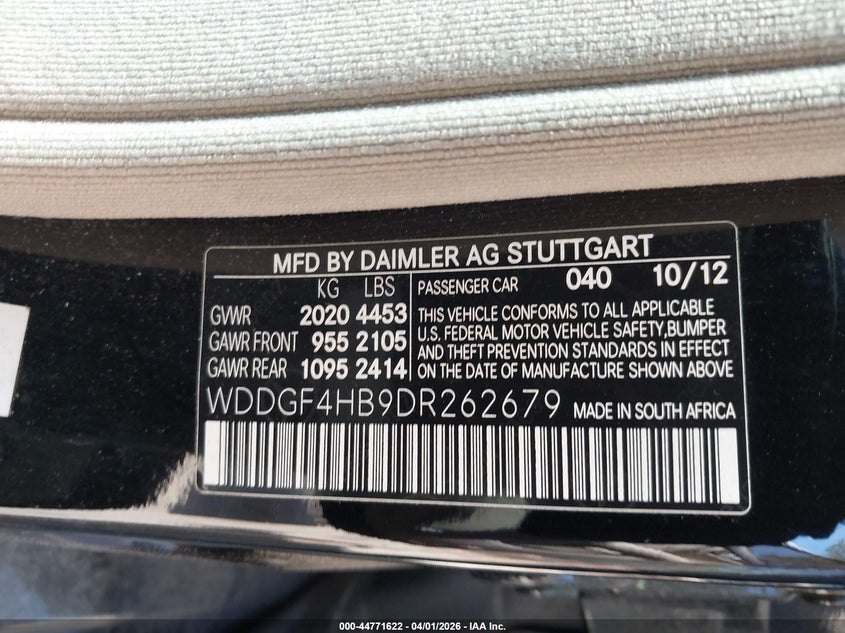 MFD BY DAIMLER AG STUTTGART
KG LBS
GVWR 2020 4453
GAWR FRONT 955 2105
GAWR REAR 1095 2414
PASSENGER CAR 040 10/12
THIS VEHICLE CONFORMS TO ALL APPLICABLE
U.S. FEDERAL MOTOR VEHICLE SAFETY,BUMPER
AND THEFT PREVENTION STANDARDS IN EFFECT
ON THE DATE OF MANUFACTURE SHOWN ABOVE
WDDGF4HB9DR262679 MADE IN SOUTH AFRICA
000-44771622 - 04/01/2026 - IAA Inc.